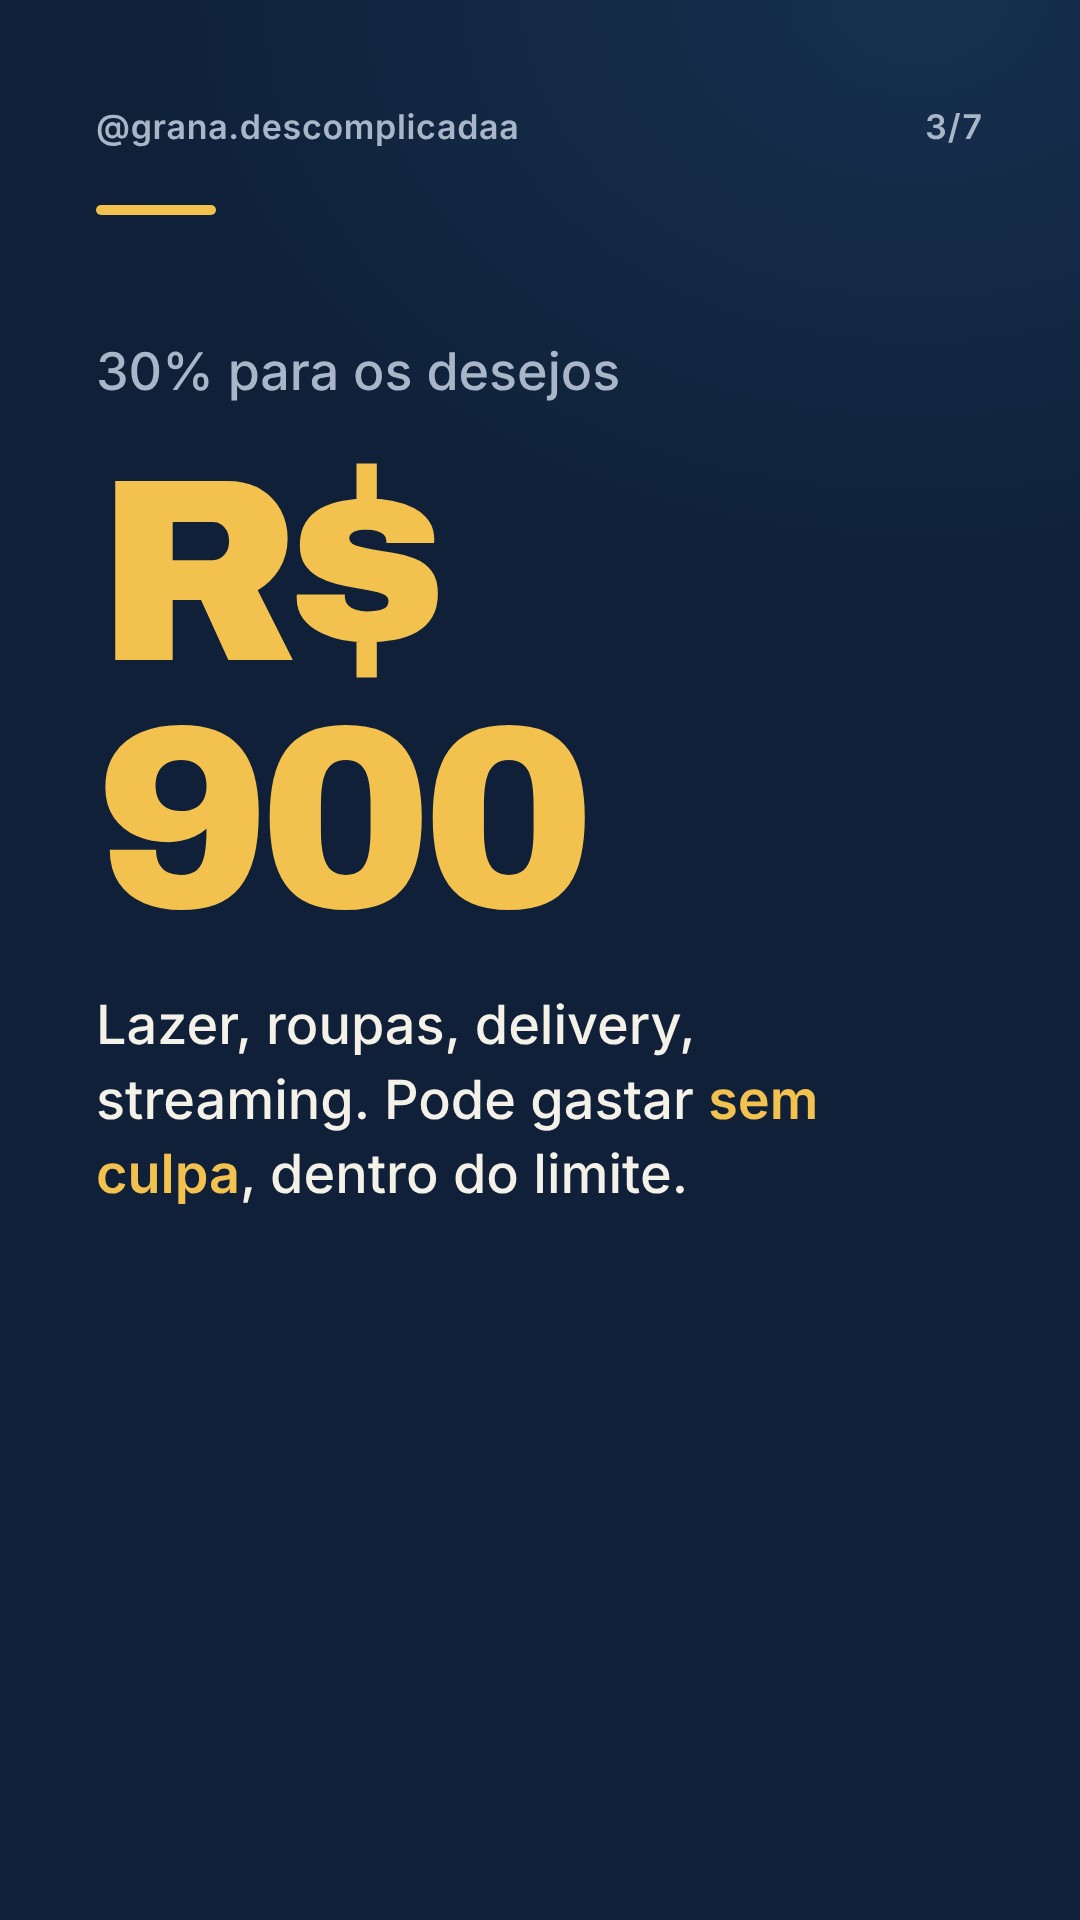 @grana.descomplicadaa 3/7
30% para os desejos
R$
900
Lazer, roupas, delivery,
streaming. Pode gastar sem
culpa, dentro do limite.